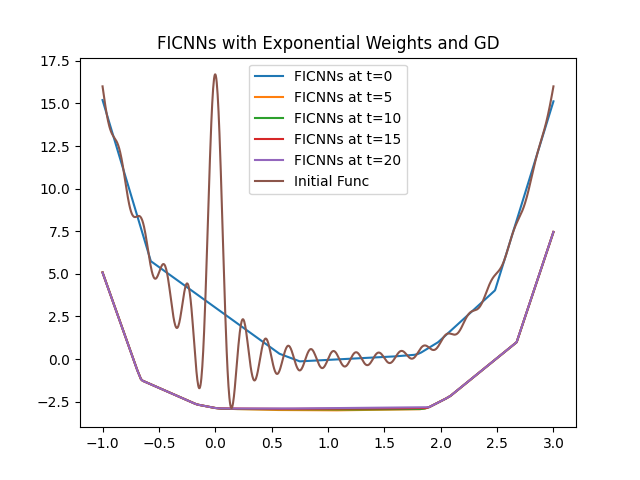 FICNNs with Exponential Weights and GD
17.5
15.0
12.5
10.0
7.5
5.0
2.5
0.0
−2.5
FICNNs at t=0
FICNNs at t=5
FICNNs at t=10
FICNNs at t=15
FICNNs at t=20
Initial Func
−1.0 −0.5 0.0 0.5 1.0 1.5 2.0 2.5 3.0